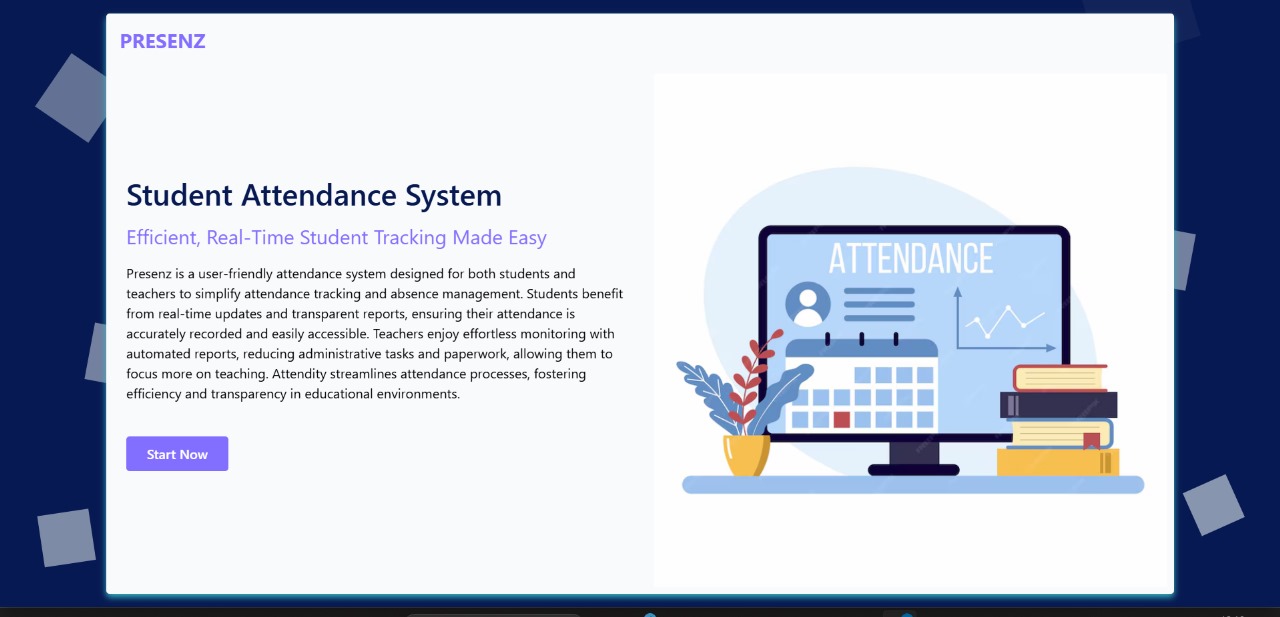 PRESENZ
Student Attendance System
Efficient, Real-Time Student Tracking Made Easy
Presenz is a user-friendly attendance system designed for both students and
teachers to simplify attendance tracking and absence management. Students benefit
from real-time updates and transparent reports, ensuring their attendance is
accurately recorded and easily accessible. Teachers enjoy effortless monitoring with
automated reports, reducing administrative tasks and paperwork, allowing them to
focus more on teaching. Attendity streamlines attendance processes, fostering
efficiency and transparency in educational environments.
Start Now
ATTENDANCE